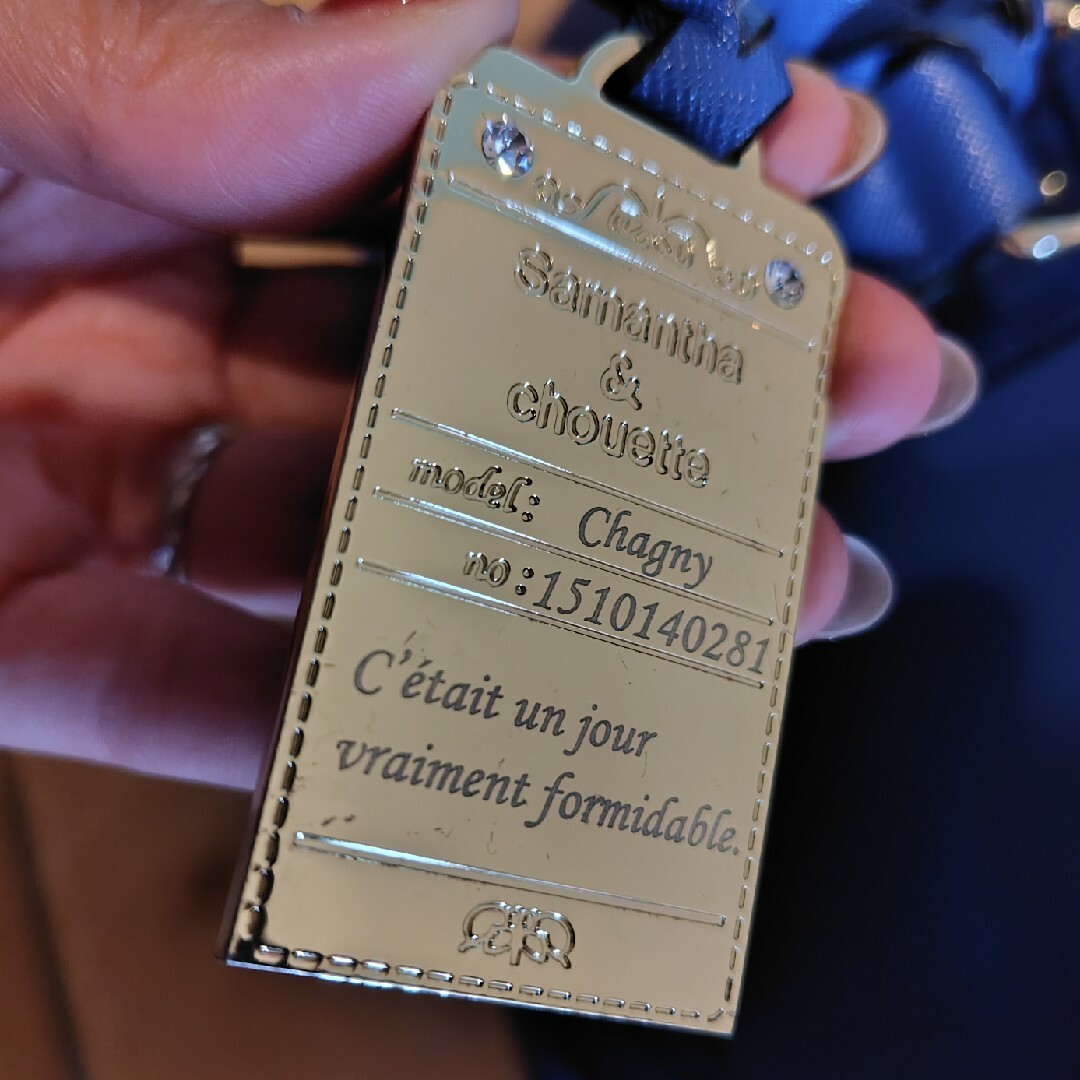 Samantha
&
chouette
model: Chagny
no:1510140281
C'était un jour
vraiment formidable.